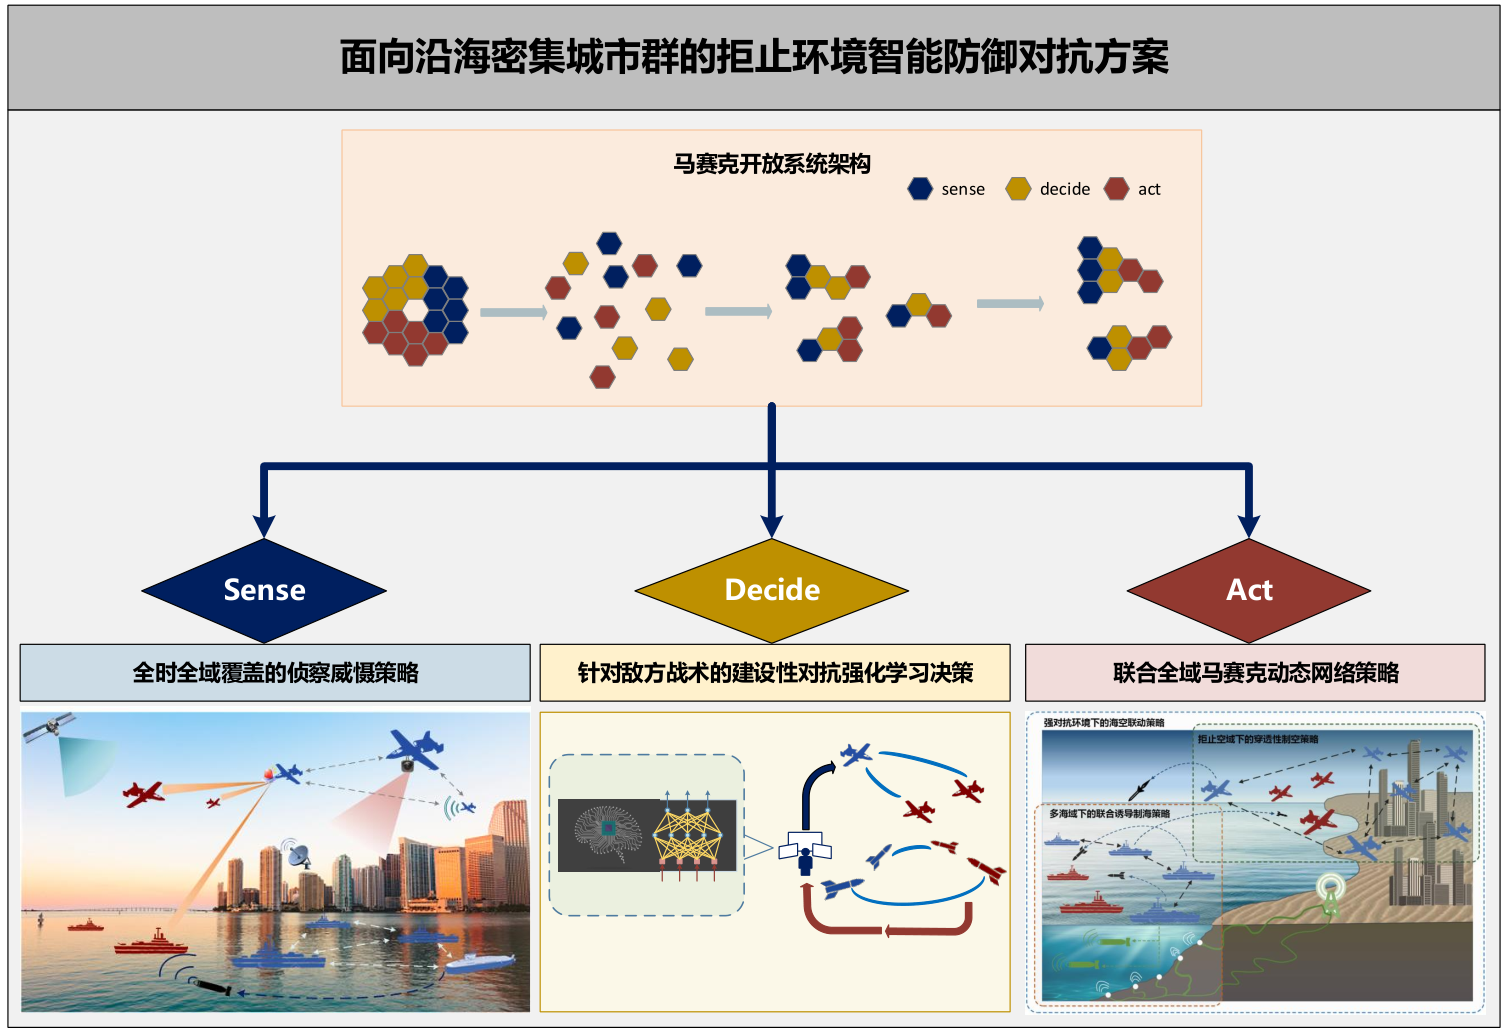 面向沿海密集城市群的拒止环境智能防御对抗方案
马赛克开放系统架构
sense decide act
Sense
Decide
Act
全时全域覆盖的侦察威慑策略
针对敌方战术的建设性对抗强化学习决策
联合全域马赛克动态网络策略
强对抗环境下的海空联动策略
拒止空域下的穿透性制空策略
多海域下的联合诱导制海策略